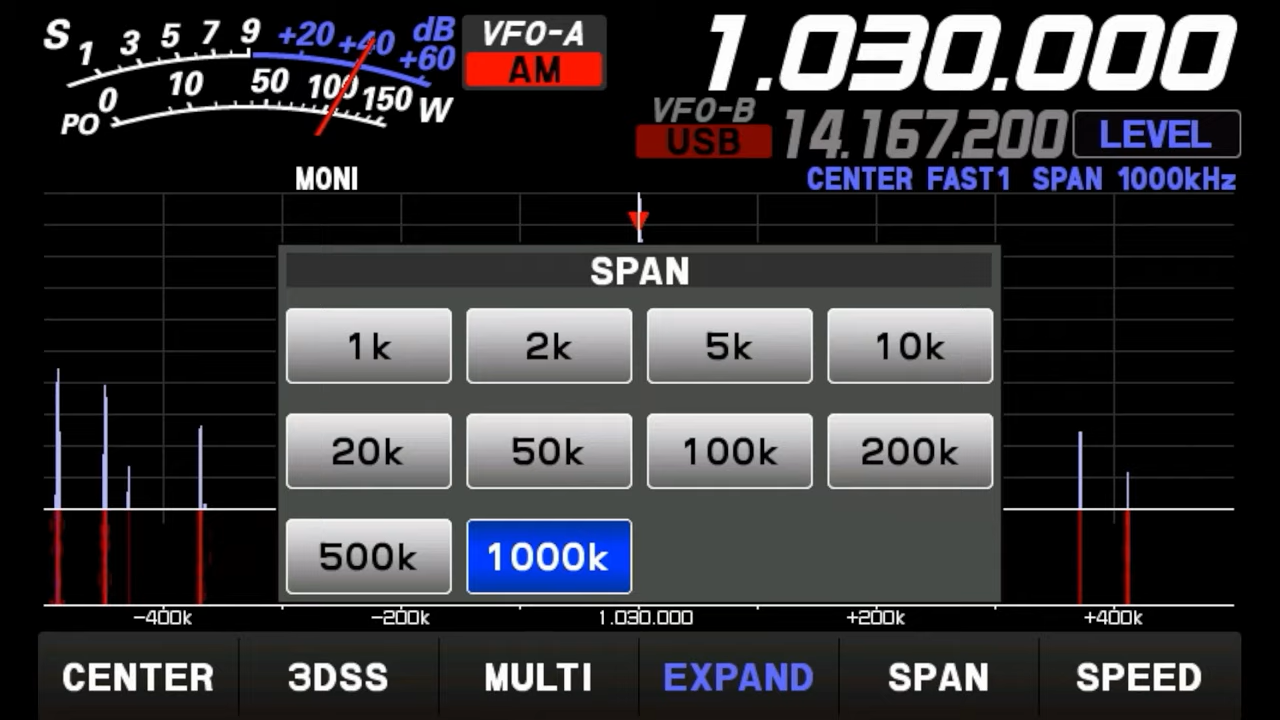 S 1 3 5 7 9 +20 +40 +60 dB
PO 0 10 50 100 150 W
VFO-A
AM
1.030.000
VFO-B
USB
14.167.200
LEVEL
MONI
CENTER FAST1 SPAN 1000kHz
SPAN
1k 2k 5k 10k
20k 50k 100k 200k
500k 1000k
-400k -200k 1.030.000 +200k +400k
CENTER 3DSS MULTI EXPAND SPAN SPEED